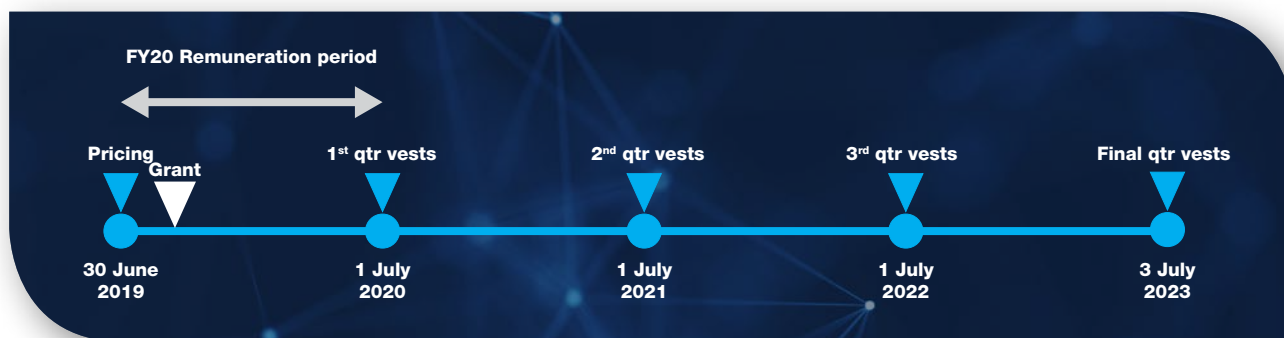 FY20 Remuneration period
Pricing
Grant
1st qtr vests
2nd qtr vests
3rd qtr vests
Final qtr vests
30 June
2019
1 July
2020
1 July
2021
1 July
2022
3 July
2023